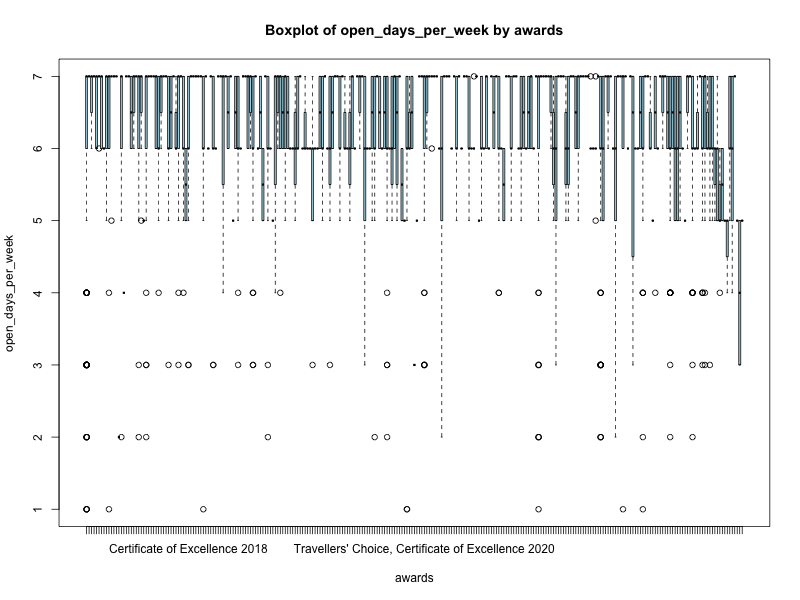 Boxplot of open_days_per_week by awards
open_days_per_week
7
6
5
4
3
2
1
Certificate of Excellence 2018
Travellers' Choice, Certificate of Excellence 2020
awards